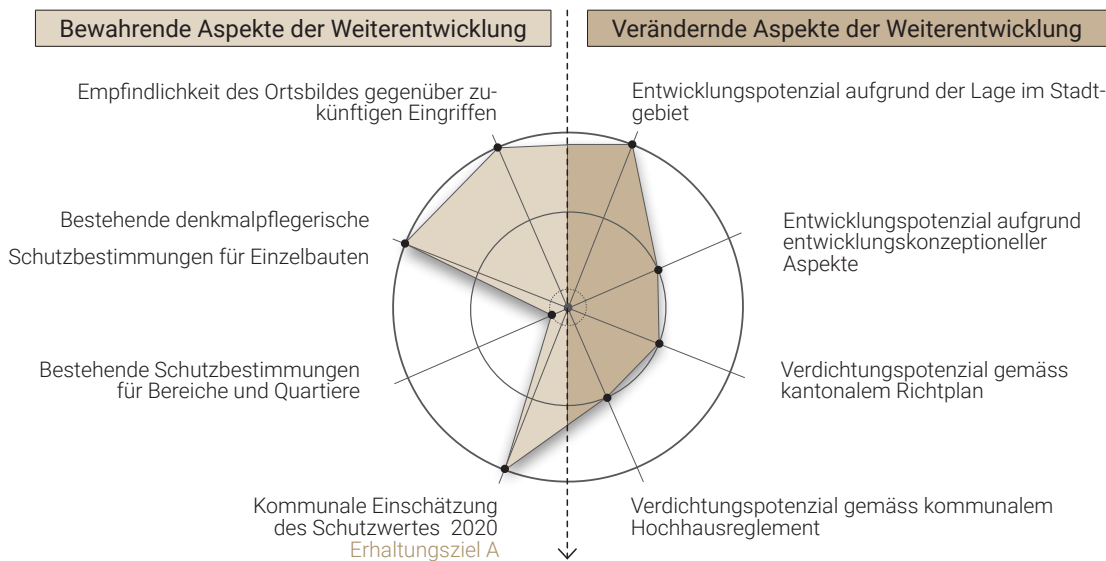 Bewahrende Aspekte der Weiterentwicklung
Verändernde Aspekte der Weiterentwicklung
Empfindlichkeit des Ortsbildes gegenüber zu-
künftigen Eingriffen
Entwicklungspotenzial aufgrund der Lage im Stadt-
gebiet
Bestehende denkmalpflegerische
Schutzbestimmungen für Einzelbauten
Entwicklungspotenzial aufgrund
entwicklungskonzeptioneller
Aspekte
Bestehende Schutzbestimmungen
für Bereiche und Quartiere
Verdichtungspotenzial gemäss
kantonalem Richtplan
Kommunale Einschätzung
des Schutzwertes 2020
Erhaltungsziel A
Verdichtungspotenzial gemäss kommunalem
Hochhausreglement